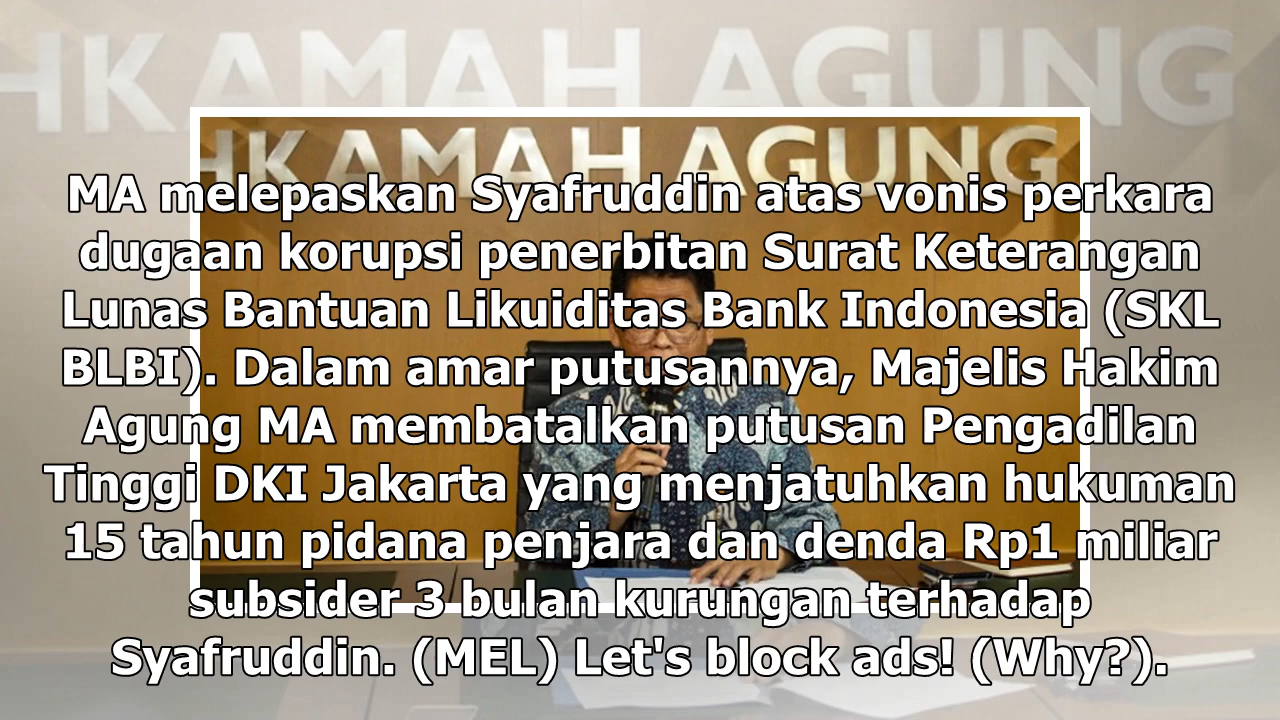 HKAMAH AGUNG
HKAMAH AGUNG
MA melepaskan Syafruddin atas vonis perkara
dugaan korupsi penerbitan Surat Keterangan
Lunas Bantuan Likuiditas Bank Indonesia (SKL
BLBI). Dalam amar putusannya, Majelis Hakim
Agung MA membatalkan putusan Pengadilan
Tinggi DKI Jakarta yang menjatuhkan hukuman
15 tahun pidana penjara dan denda Rp1 miliar
subsider 3 bulan kurungan terhadap
Syafruddin. (MEL) Let's block ads! (Why?).